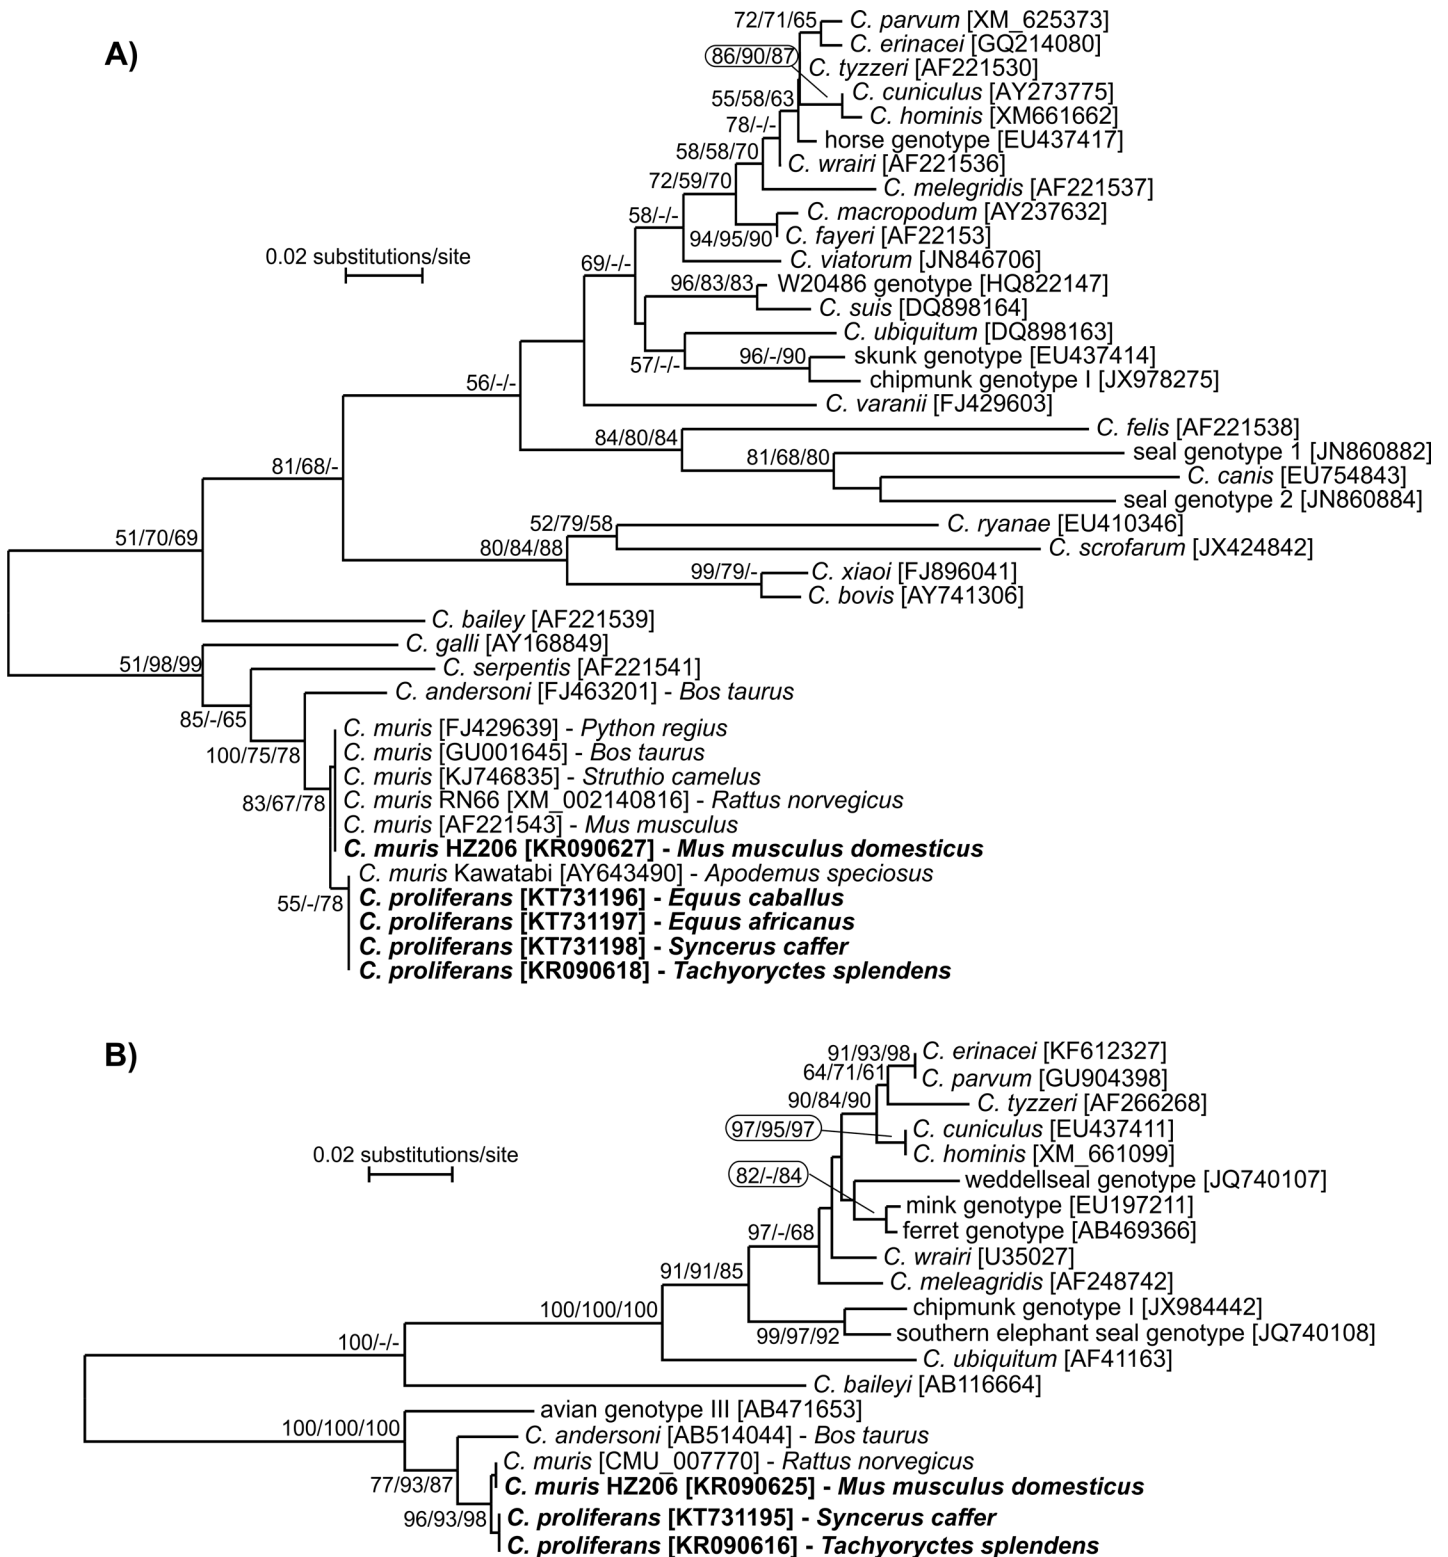 A)
72/71/65 C. parvum [XM_625373]
C. erinacei [GQ214080]
86/90/87
C. tyzzeri [AF221530]
C. cuniculus [AY273775]
55/58/63
C. hominis [XM661662]
78/-/-
horse genotype [EU437417]
58/58/70
C. wrairi [AF221536]
72/59/70
C. melegridis [AF221537]
58/-/-
C. macropodum [AY237632]
94/95/90 C. fayeri [AF22153]
0.02 substitutions/site
69/-/-
C. viatorum [JN846706]
96/83/83 W20486 genotype [HQ822147]
C. suis [DQ898164]
C. ubiquitum [DQ898163]
57/-/-
96/-/90 skunk genotype [EU437414]
chipmunk genotype I [JX978275]
56/-/-
C. varanii [FJ429603]
84/80/84
C. felis [AF221538]
81/68/80
seal genotype 1 [JN860882]
81/68/-
C. canis [EU754843]
seal genotype 2 [JN860884]
52/79/58 C. ryanae [EU410346]
51/70/69
80/84/88
C. scrofarum [JX424842]
99/79/- C. xiaoi [FJ896041]
C. bovis [AY741306]
C. bailey [AF221539]
C. galli [AY168849]
51/98/99
C. serpentis [AF221541]
C. andersoni [FJ463201] - Bos taurus
85/-/65
C. muris [FJ429639] - Python regius
100/75/78
C. muris [GU001645] - Bos taurus
C. muris [KJ746835] - Struthio camelus
83/67/78
C. muris RN66 [XM_002140816] - Rattus norvegicus
C. muris [AF221543] - Mus musculus
C. muris HZ206 [KR090627] - Mus musculus domesticus
C. muris Kawatabi [AY643490] - Apodemus speciosus
55/-/78
C. proliferans [KT731196] - Equus caballus
C. proliferans [KT731197] - Equus africanus
C. proliferans [KT731198] - Syncerus caffer
C. proliferans [KR090618] - Tachyoryctes splendens
B)
91/93/98 C. erinacei [KF612327]
64/71/61
C. parvum [GU904398]
90/84/90
C. tyzzeri [AF266268]
97/95/97
C. cuniculus [EU437411]
C. hominis [XM_661099]
0.02 substitutions/site
82/-/84
weddellseal genotype [JQ740107]
mink genotype [EU197211]
ferret genotype [AB469366]
97/-/68
C. wrairi [U35027]
91/91/85
C. meleagridis [AF248742]
100/100/100
chipmunk genotype I [JX984442]
99/97/92 southern elephant seal genotype [JQ740108]
100/-/-
C. ubiquitum [AF41163]
C. baileyi [AB116664]
avian genotype III [AB471653]
100/100/100
C. andersoni [AB514044] - Bos taurus
C. muris [CMU_007770] - Rattus norvegicus
77/93/87
C. muris HZ206 [KR090625] - Mus musculus domesticus
96/93/98
C. proliferans [KT731195] - Syncerus caffer
C. proliferans [KR090616] - Tachyoryctes splendens